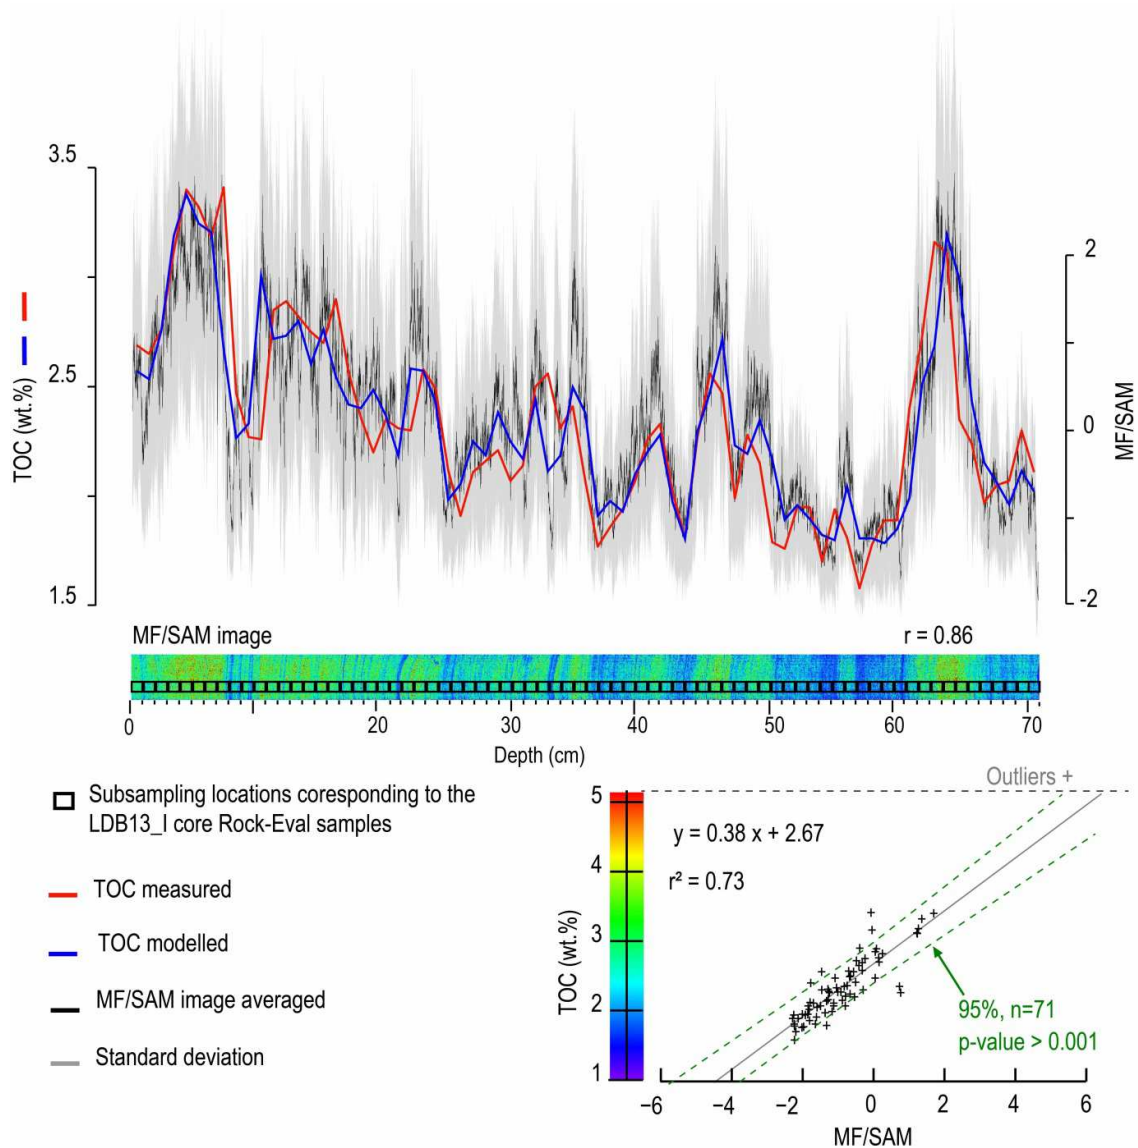 3.5
2.5
1.5
TOC (wt.%)
2
0
-2
MF/SAM
MF/SAM image
r = 0.86
0
10
20
30
40
50
60
70
Depth (cm)
Subsampling locations coresponding to the
LDB13_I core Rock-Eval samples
TOC measured
TOC modelled
MF/SAM image averaged
Standard deviation
Outliers +
5
4
3
2
1
TOC (wt.%)
y = 0.38 x + 2.67
r² = 0.73
95%, n=71
p-value > 0.001
−6
−4
−2
0
2
4
6
MF/SAM